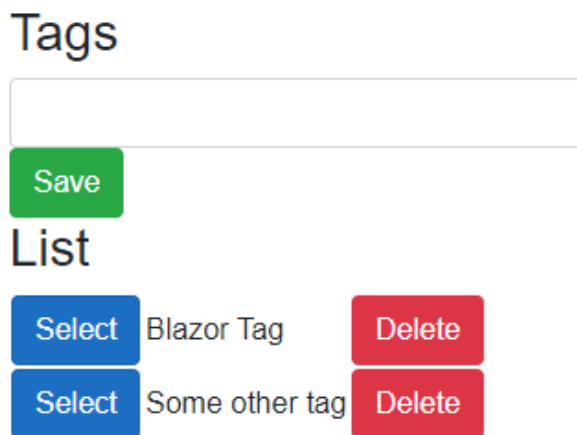 Tags
Save
List
Select Blazor Tag Delete
Select Some other tag Delete